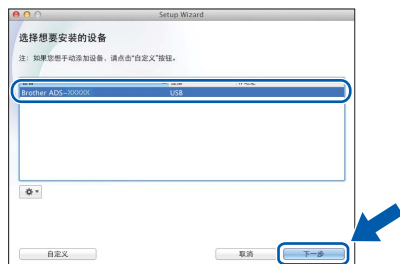 Setup Wizard
选择想要安装的设备
注: 如果您想手动添加设备、请点击"自定义"按钮。
Brother ADS-XXXXX USB
自定义 取消 下一步